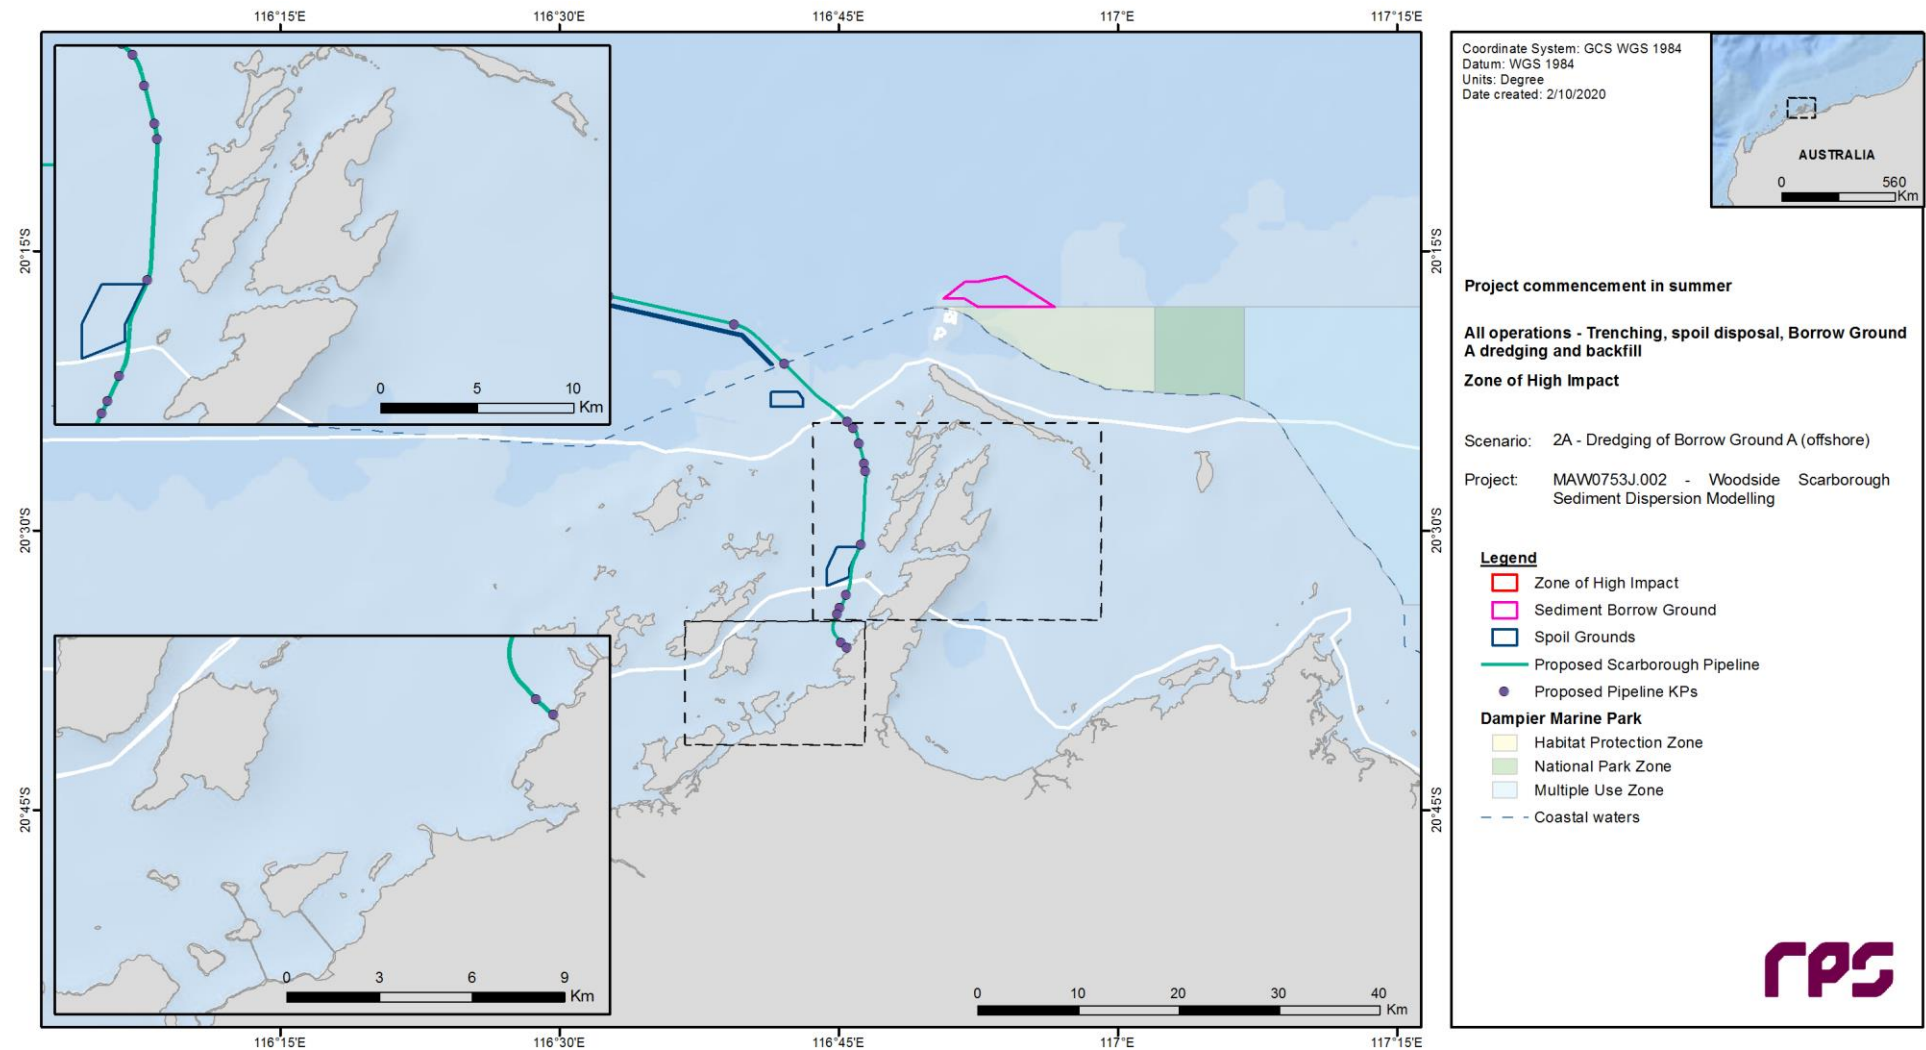 116°15'E 116°30'E 116°45'E 117°E 117°15'E
20°15'S
20°30'S
20°45'S
0 5 10
Km
0 3 6 9
Km
0 10 20 30 40
Km
20°15'S
20°30'S
20°45'S
116°15'E 116°30'E 116°45'E 117°E 117°15'E
Coordinate System: GCS WGS 1984
Datum: WGS 1984
Units: Degree
Date created: 2/10/2020
AUSTRALIA
0 560
Km
Project commencement in summer
All operations - Trenching, spoil disposal, Borrow Ground
A dredging and backfill
Zone of High Impact
Scenario: 2A - Dredging of Borrow Ground A (offshore)
Project: MAW0753J.002 - Woodside Scarborough
Sediment Dispersion Modelling
Legend
Zone of High Impact
Sediment Borrow Ground
Spoil Grounds
Proposed Scarborough Pipeline
Proposed Pipeline KPs
Dampier Marine Park
Habitat Protection Zone
National Park Zone
Multiple Use Zone
Coastal waters
rps